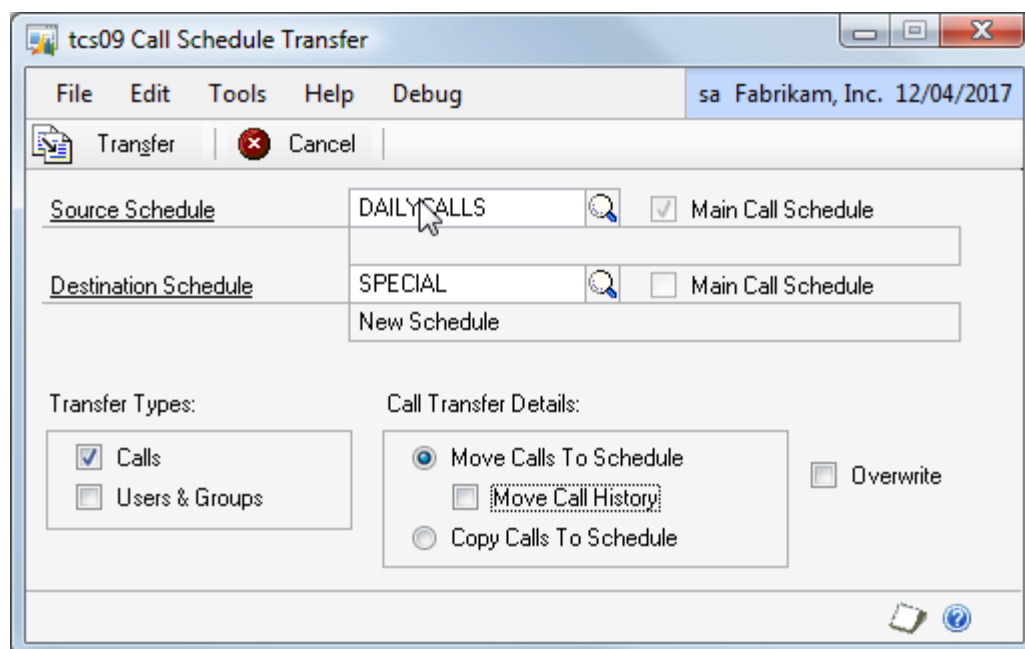 tcs09 Call Schedule Transfer
File Edit Tools Help Debug sa Fabrikam, Inc. 12/04/2017
Transfer Cancel
Source Schedule DAILYCALLS Main Call Schedule
Destination Schedule SPECIAL Main Call Schedule
New Schedule
Transfer Types: Call Transfer Details:
Calls Move Calls To Schedule
Overwrite
Users & Groups Move Call History
Copy Calls To Schedule